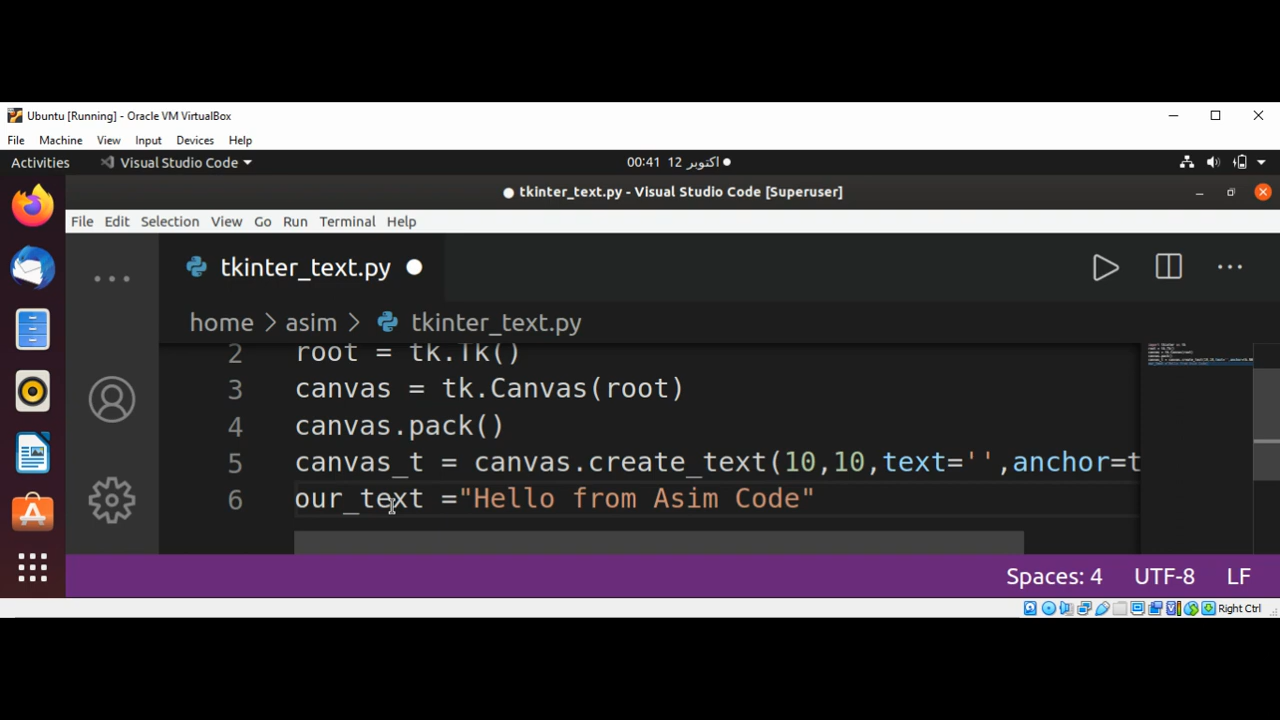 Ubuntu [Running] - Oracle VM VirtualBox
File Machine View Input Devices Help
Activities Visual Studio Code 00:41 12 اکتوبر
tkinter_text.py - Visual Studio Code [Superuser]
File Edit Selection View Go Run Terminal Help
tkinter_text.py
home > asim > tkinter_text.py
2 root = tk.Tk()
3 canvas = tk.Canvas(root)
4 canvas.pack()
5 canvas_t = canvas.create_text(10,10,text='',anchor=t
6 our_text ="Hello from Asim Code"
Spaces: 4 UTF-8 LF
Right Ctrl